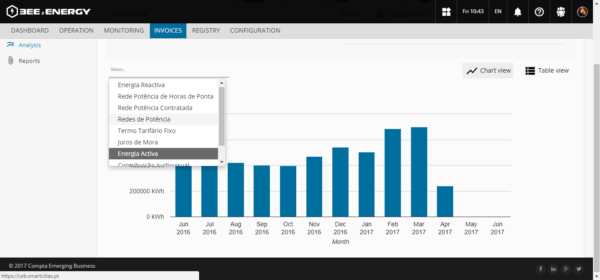 BEE2ENERGY
Fri 10:43
EN
DASHBOARD OPERATION MONITORING INVOICES REGISTRY CONFIGURATION
Analysis
Reports
Select...
Energia Reactiva
Rede Potência de Horas de Ponta
Rede Potência Contratada
Redes de Potência
Termo Tarifário Fixo
Juros de Mora
Energia Activa
Contribuição Audiovisual
Chart view
Table view
200000 KWh
0 KWh
Jun 2016
Jul 2016
Aug 2016
Sep 2016
Oct 2016
Nov 2016
Dec 2016
Jan 2017
Feb 2017
Mar 2017
Apr 2017
May 2017
Jun 2017
Month
© 2017 Compta Emerging Business
https://ceb.smartcities.pt